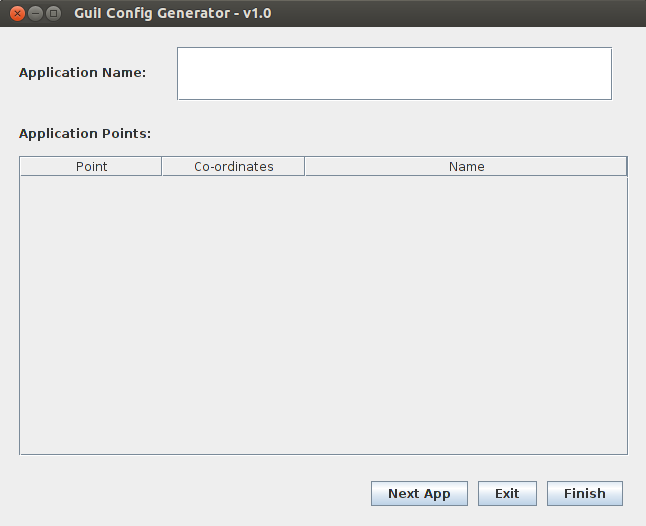 Guil Config Generator - v1.0
Application Name:
Application Points:
Point Co-ordinates Name
Next App Exit Finish